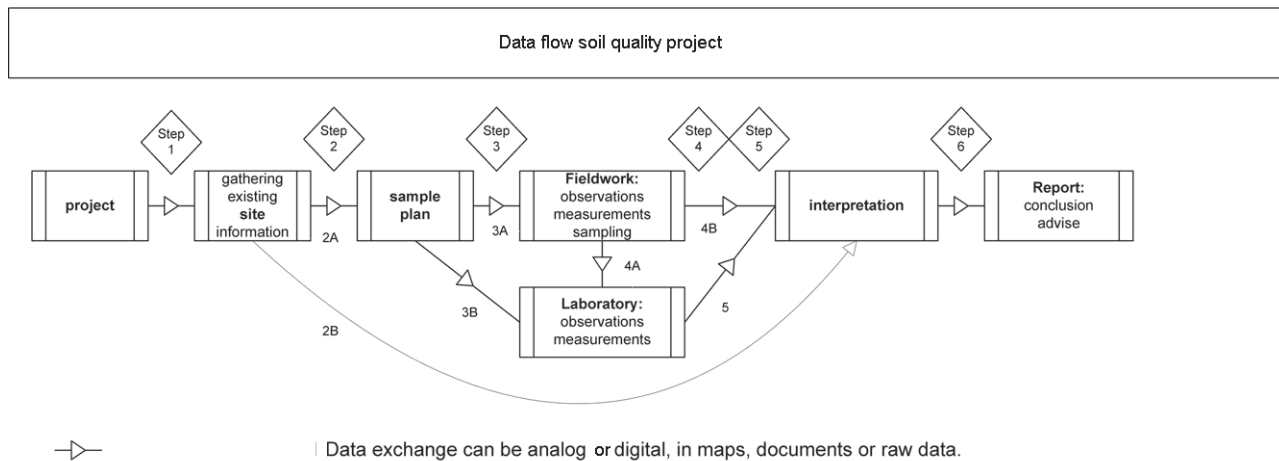 Data flow soil quality project
Step
1
Step
2
Step
3
Step
4
Step
5
Step
6
project
gathering
existing
site
information
2A
sample
plan
3A
Fieldwork:
observations
measurements
sampling
4B
interpretation
Report:
conclusion
advise
4A
3B
Laboratory:
observations
measurements
5
2B
Data exchange can be analog or digital, in maps, documents or raw data.